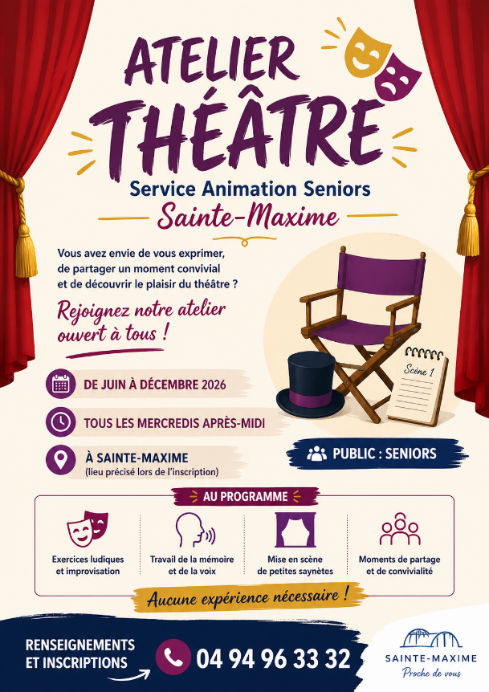 ATELIER
THÉÂTRE
Service Animation Seniors
Sainte-Maxime
Vous avez envie de vous exprimer,
de partager un moment convivial
et de découvrir le plaisir du théâtre ?
Rejoignez notre atelier
ouvert à tous !
Scène 1
DE JUIN À DÉCEMBRE 2026
TOUS LES MERCREDIS APRÈS-MIDI
À SAINTE-MAXIME
(lieu précisé lors de l'inscription)
PUBLIC : SENIORS
AU PROGRAMME
Exercices ludiques
et improvisation
Travail de la mémoire
et de la voix
Mise en scène
de petites saynètes
Moments de partage
et de convivialité
Aucune expérience nécessaire !
RENSEIGNEMENTS
ET INSCRIPTIONS
04 94 96 33 32
SAINTE-MAXIME
Proche de vous